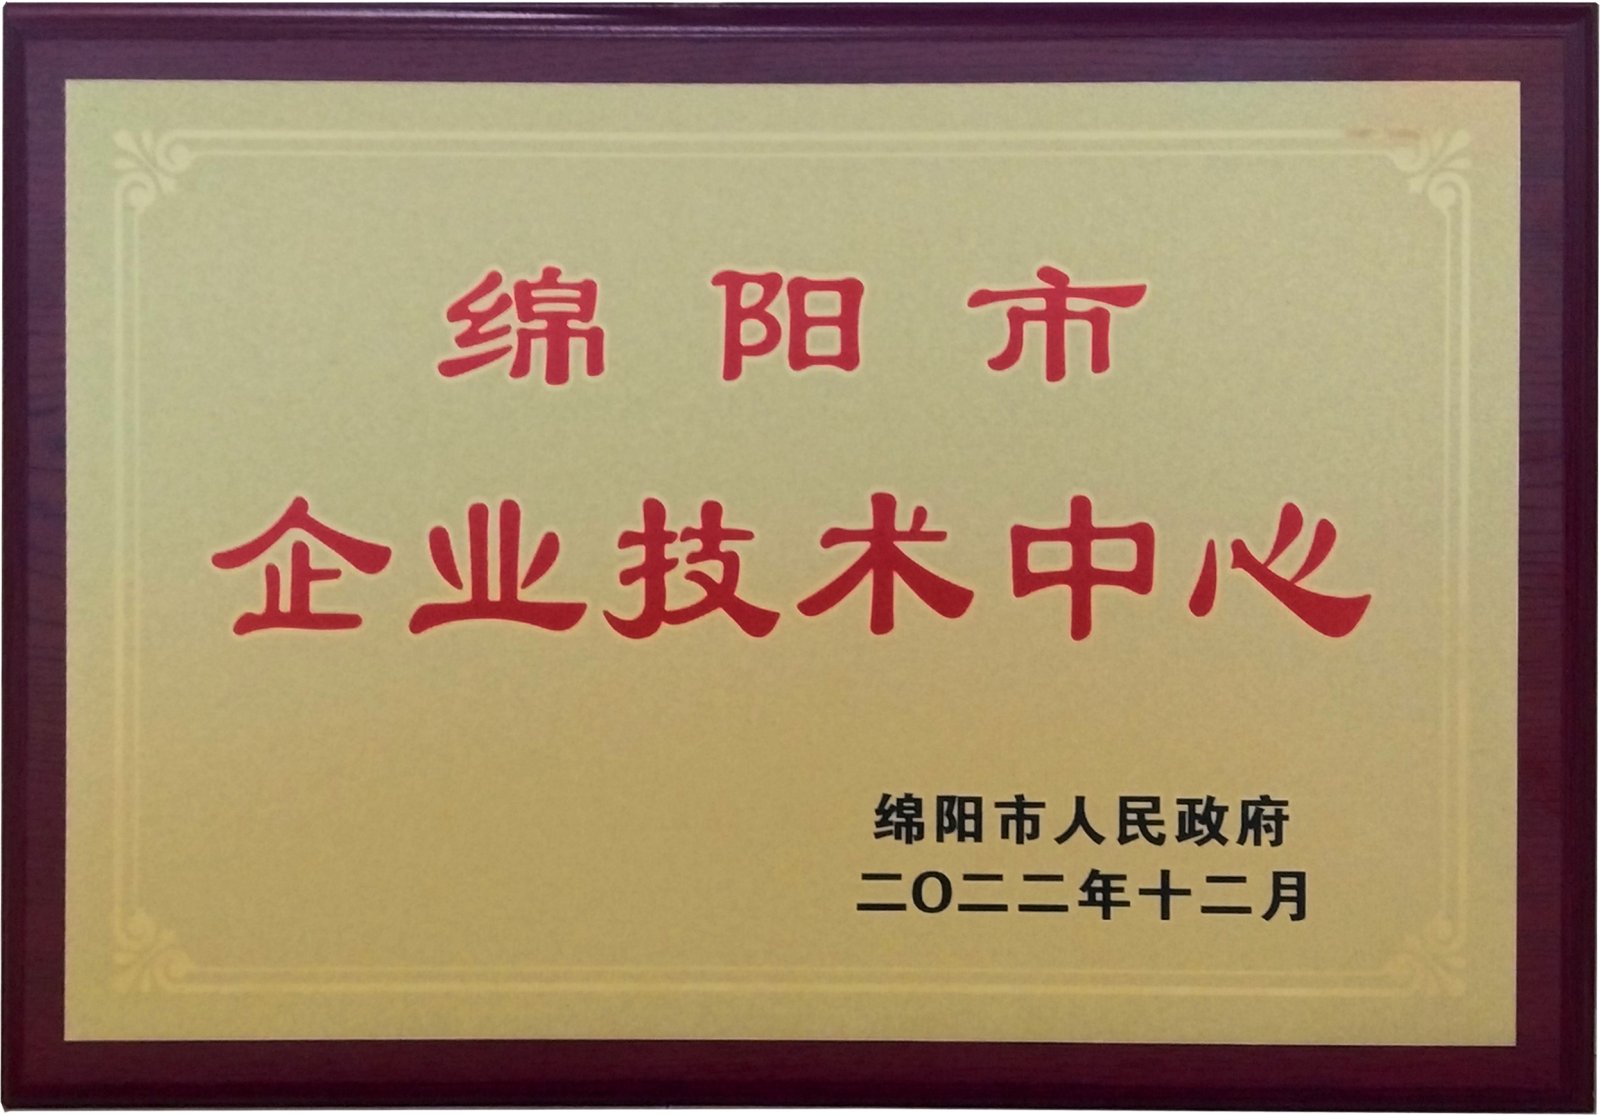 绵阳市
企业技术中心
绵阳市人民政府
二〇二二年十二月